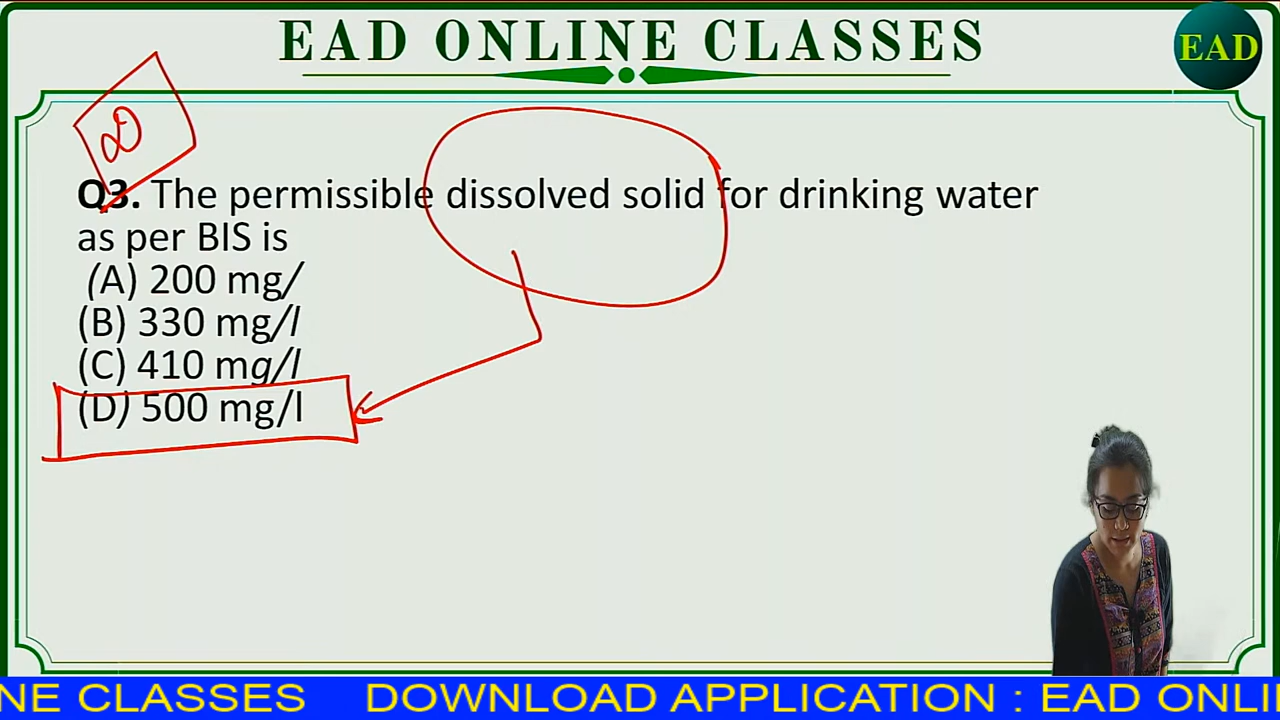 EAD ONLINE CLASSES
EAD
D
Q3. The permissible dissolved solid for drinking water
as per BIS is
(A) 200 mg/
(B) 330 mg/l
(C) 410 mg/l
(D) 500 mg/l
NE CLASSES DOWNLOAD APPLICATION : EAD ONLI